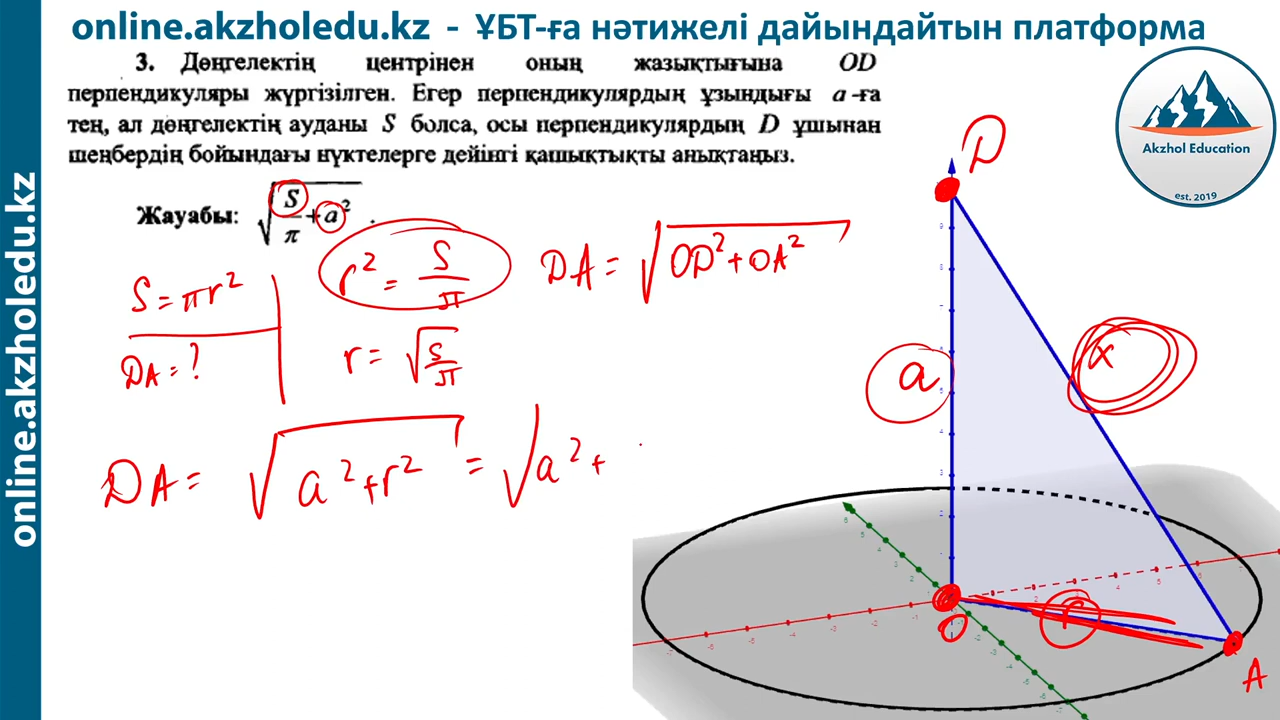 online.akzholedu.kz - ҰБТ-ға нәтижелі дайындайтын платформа
3. Дөңгелектің центрінен оның жазықтығына OD
перпендикуляры жүргізілген. Егер перпендикулярдың ұзындығы a-ға
тең, ал дөңгелектің ауданы S болса, осы перпендикулярдың D ұшынан
шеңбердің бойындағы нүктелерге дейінгі қашықтықты анықтаңыз.
Жауабы: √(S/π + a²).
S = πr²
DA = ?
r² = S/π
r = √(S/π)
DA = √(OD² + OA²)
DA = √(a² + r²) = √(a² +
D
a
x
r
O
A
Akzhol Education
est. 2019
online.akzholedu.kz